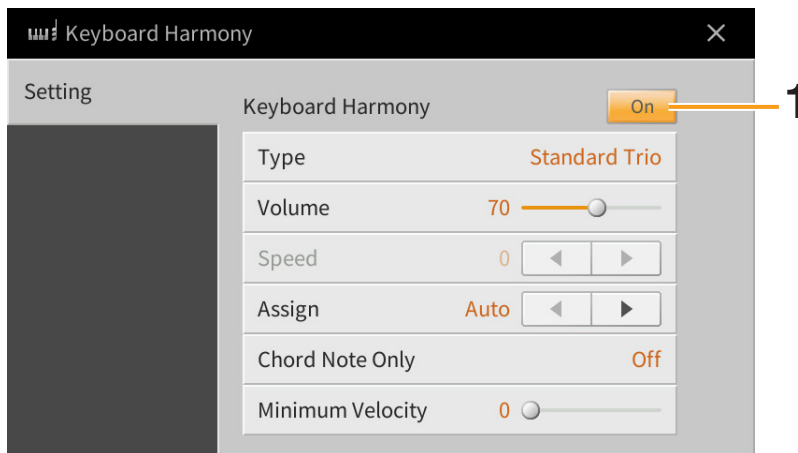 Keyboard Harmony
Setting
Keyboard Harmony On 1
Type Standard Trio
Volume 70
Speed 0
Assign Auto
Chord Note Only Off
Minimum Velocity 0